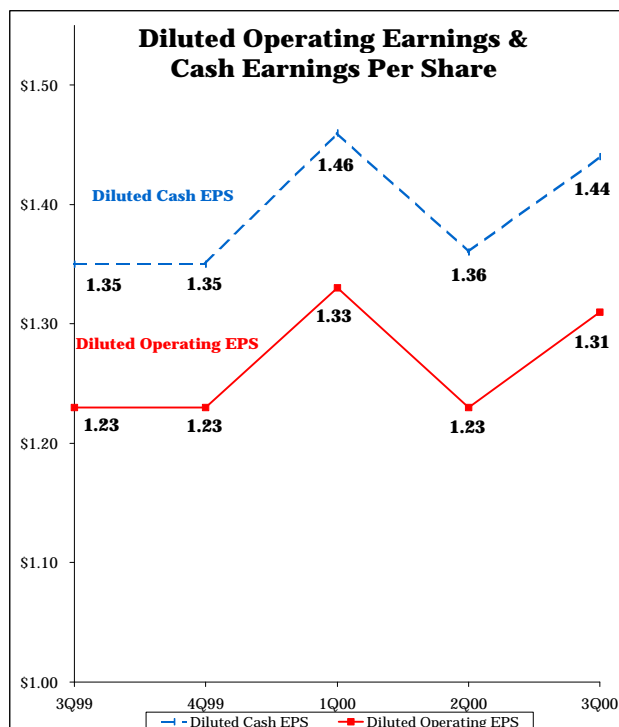 Diluted Operating Earnings &
Cash Earnings Per Share
$1.50
1.46
Diluted Cash EPS
1.44
$1.40
1.35
1.35
1.36
$1.30
1.33
Diluted Operating EPS
1.31
1.23
1.23
1.23
$1.20
$1.10
$1.00
3Q99
4Q99
1Q00
2Q00
3Q00
Diluted Cash EPS
Diluted Operating EPS